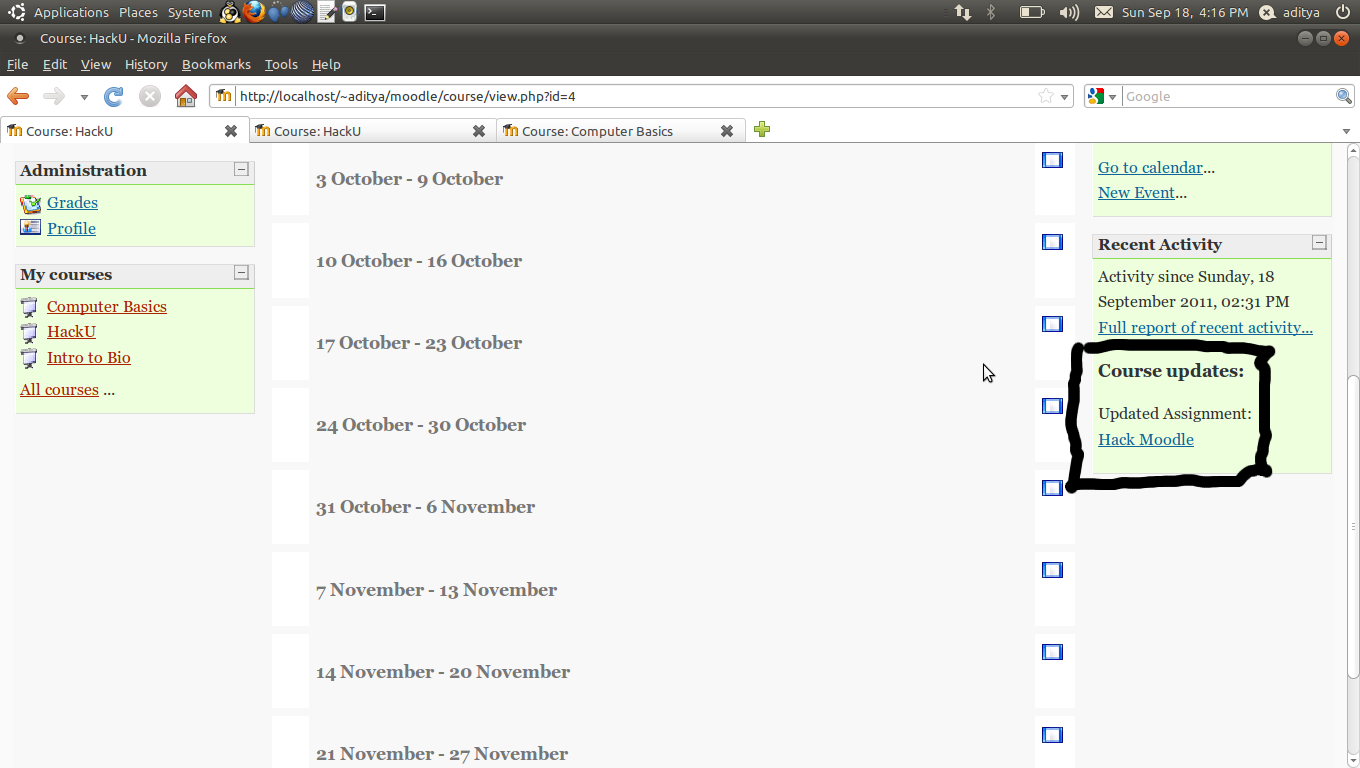 Applications Places System
Sun Sep 18, 4:16 PM aditya
Course: HackU - Mozilla Firefox
File Edit View History Bookmarks Tools Help
http://localhost/~aditya/moodle/course/view.php?id=4
Google
Course: HackU
Course: HackU
Course: Computer Basics
Administration
Grades
Profile
My courses
Computer Basics
HackU
Intro to Bio
All courses ...
3 October - 9 October
10 October - 16 October
17 October - 23 October
24 October - 30 October
31 October - 6 November
7 November - 13 November
14 November - 20 November
21 November - 27 November
Go to calendar...
New Event...
Recent Activity
Activity since Sunday, 18
September 2011, 02:31 PM
Full report of recent activity...
Course updates:
Updated Assignment:
Hack Moodle